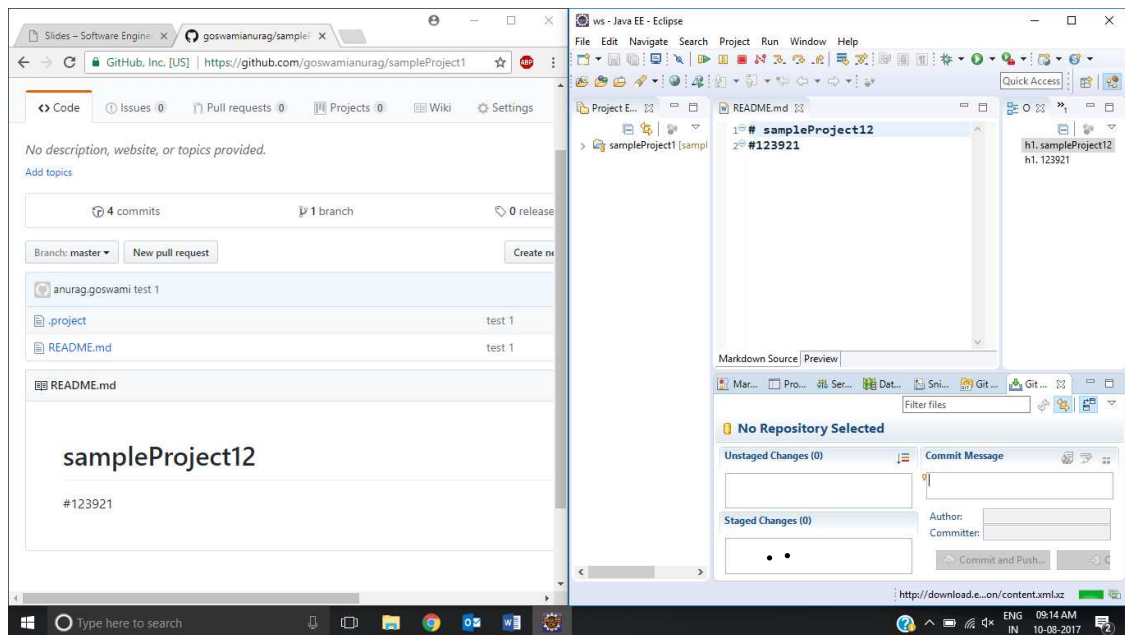 Slides – Software Engine
goswamianurag/sampleP
GitHub, Inc. [US] | https://github.com/goswamianurag/sampleProject1
ABP
<> Code
Issues 0
Pull requests 0
Projects 0
Wiki
Settings
No description, website, or topics provided.
Add topics
4 commits
1 branch
0 release
Branch: master
New pull request
Create ne
anurag.goswami test 1
.project
test 1
README.md
test 1
README.md
sampleProject12
#123921
ws - Java EE - Eclipse
File Edit Navigate Search Project Run Window Help
Quick Access
Project E...
sampleProject1 [sampl
README.md
1 # sampleProject12
2 #123921
Markdown Source
Preview
O
1
h1. sampleProject12
h1. 123921
Mar...
Pro...
Ser...
Dat...
Sni...
Git ...
Git ...
Filter files
No Repository Selected
Unstaged Changes (0)
Commit Message
Staged Changes (0)
Author:
Committer:
Commit and Push...
C
http://download.e...on/content.xml.xz
Type here to search
ENG
IN
09:14 AM
10-08-2017
2